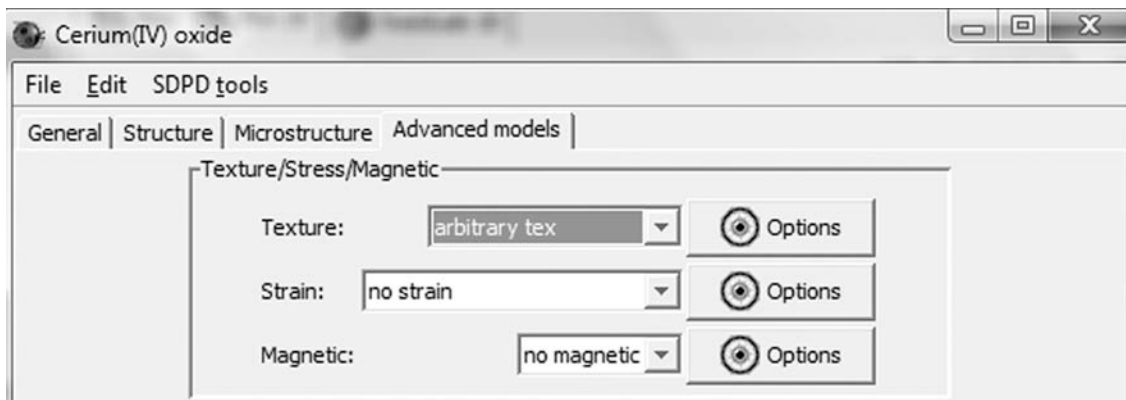 Cerium(IV) oxide
File Edit SDPD tools
General Structure Microstructure Advanced models
Texture/Stress/Magnetic
Texture: arbitrary tex Options
Strain: no strain Options
Magnetic: no magnetic Options